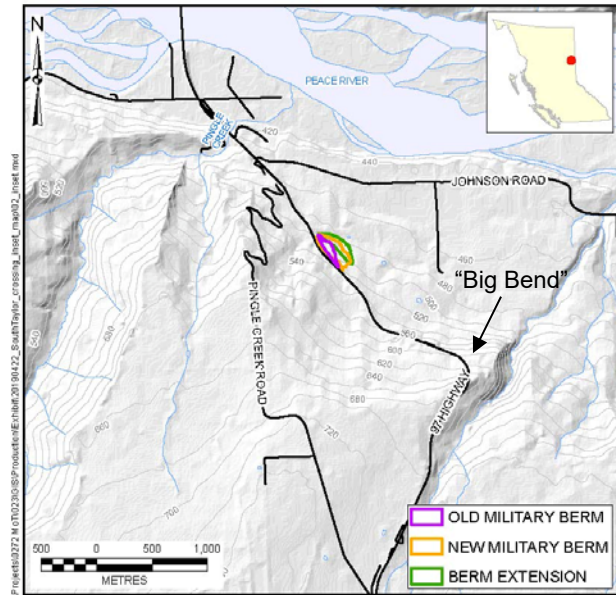 N
PEACE RIVER
PINGLE
CREEK
420
440
JOHNSON ROAD
460
480
500
540
"Big Bend"
560
600
620
640
660
680
680
720
PINGLE CREEK ROAD
97 HIGHWAY
OLD MILITARY BERM
NEW MILITARY BERM
BERM EXTENSION
500 0 500 1,000
METRES